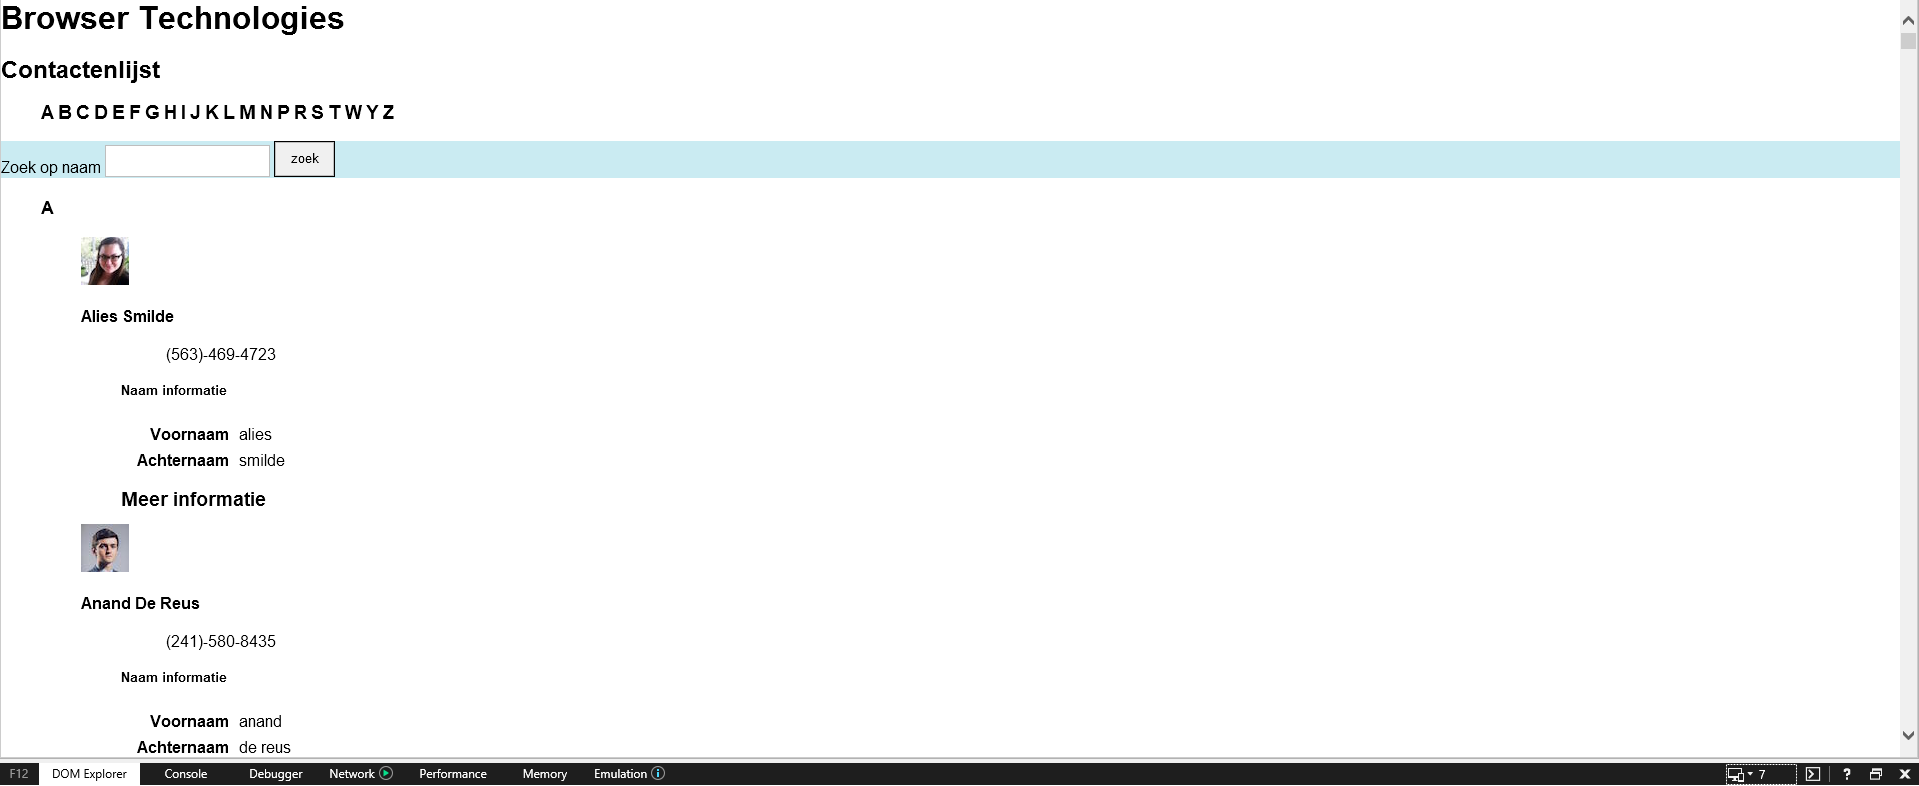 Browser Technologies
Contactenlijst
A B C D E F G H I J K L M N P R S T W Y Z
Zoek op naam zoek
A
Alies Smilde
(563)-469-4723
Naam informatie
Voornaam alies
Achternaam smilde
Meer informatie
Anand De Reus
(241)-580-8435
Naam informatie
Voornaam anand
Achternaam de reus
F12 DOM Explorer Console Debugger Network Performance Memory Emulation 7 ?